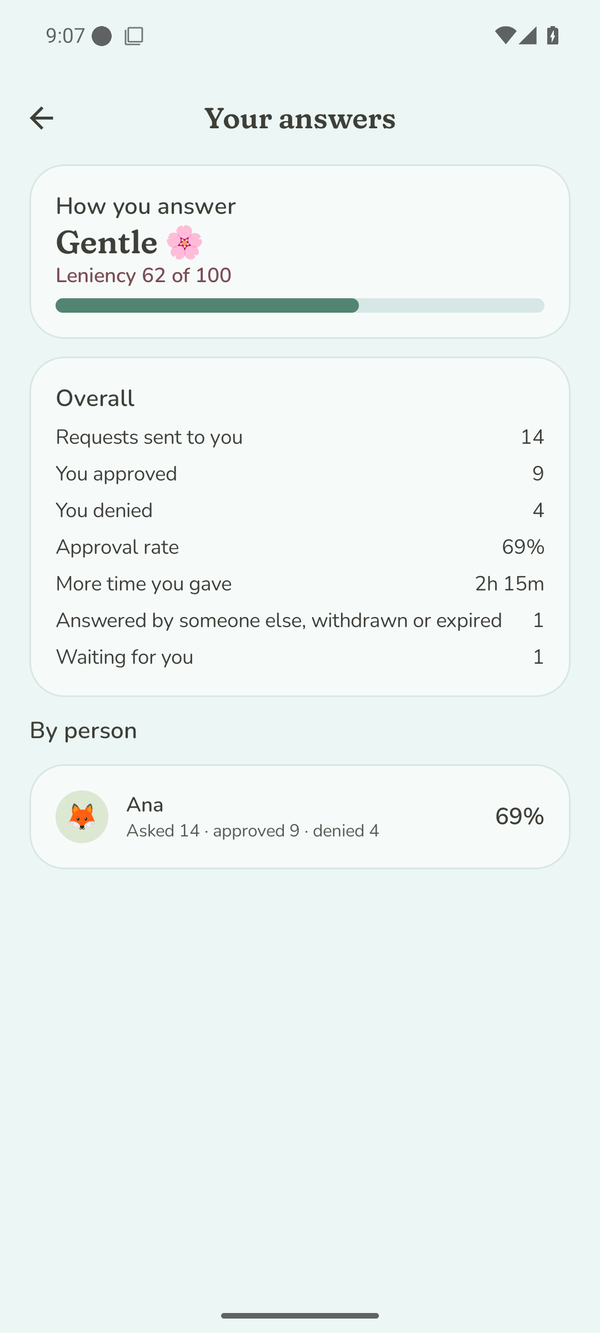 9:07
Your answers
How you answer
Gentle 🌸
Leniency 62 of 100
Overall
Requests sent to you 14
You approved 9
You denied 4
Approval rate 69%
More time you gave 2h 15m
Answered by someone else, withdrawn or expired 1
Waiting for you 1
By person
Ana
Asked 14 · approved 9 · denied 4
69%